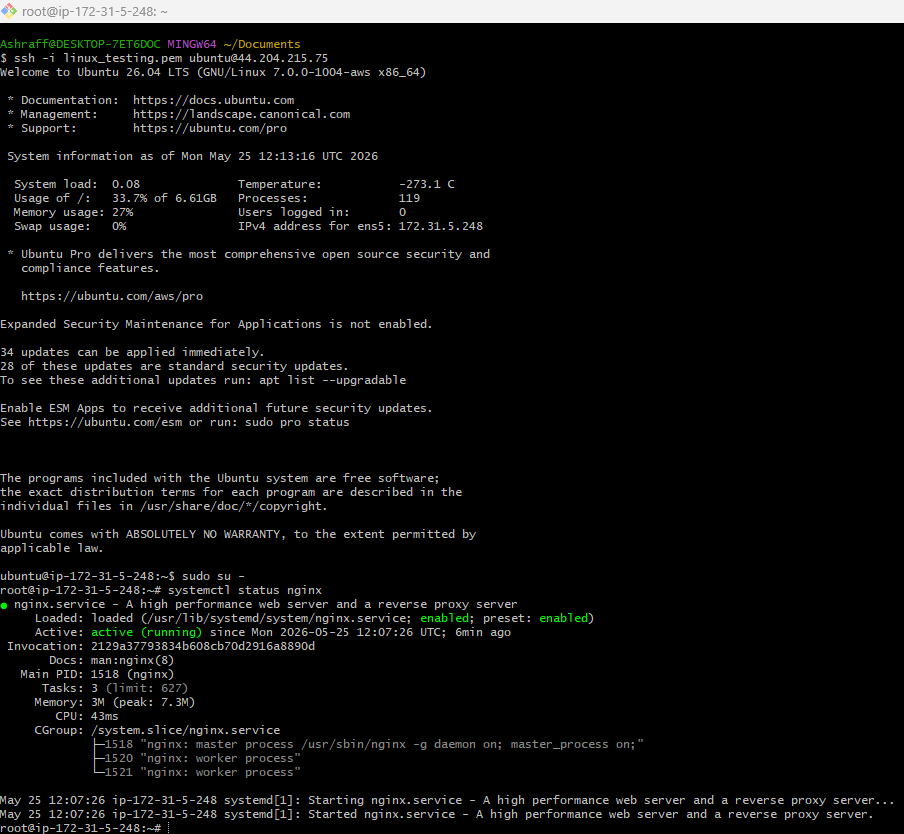 root@ip-172-31-5-248: ~
Ashraff@DESKTOP-7ET6DOC MINGW64 ~/Documents
$ ssh -i linux_testing.pem ubuntu@44.204.215.75
Welcome to Ubuntu 26.04 LTS (GNU/Linux 7.0.0-1004-aws x86_64)

 * Documentation:  https://docs.ubuntu.com
 * Management:     https://landscape.canonical.com
 * Support:        https://ubuntu.com/pro

 System information as of Mon May 25 12:13:16 UTC 2026

  System load:  0.08              Temperature:           -273.1 C
  Usage of /:   33.7% of 6.61GB   Processes:             119
  Memory usage: 27%               Users logged in:       0
  Swap usage:   0%                IPv4 address for ens5: 172.31.5.248

 * Ubuntu Pro delivers the most comprehensive open source security and
   compliance features.

   https://ubuntu.com/aws/pro

Expanded Security Maintenance for Applications is not enabled.

34 updates can be applied immediately.
28 of these updates are standard security updates.
To see these additional updates run: apt list --upgradable

Enable ESM Apps to receive additional future security updates.
See https://ubuntu.com/esm or run: sudo pro status

The programs included with the Ubuntu system are free software;
the exact distribution terms for each program are described in the
individual files in /usr/share/doc/*/copyright.

Ubuntu comes with ABSOLUTELY NO WARRANTY, to the extent permitted by
applicable law.

ubuntu@ip-172-31-5-248:~$ sudo su -
root@ip-172-31-5-248:~# systemctl status nginx
● nginx.service - A high performance web server and a reverse proxy server
     Loaded: loaded (/usr/lib/systemd/system/nginx.service; enabled; preset: enabled)
     Active: active (running) since Mon 2026-05-25 12:07:26 UTC; 6min ago
 Invocation: 2129a37793834b608cb70d2916a8890d
       Docs: man:nginx(8)
   Main PID: 1518 (nginx)
      Tasks: 3 (limit: 627)
     Memory: 3M (peak: 7.3M)
        CPU: 43ms
     CGroup: /system.slice/nginx.service
             ├─1518 "nginx: master process /usr/sbin/nginx -g daemon on; master_process on;"
             ├─1520 "nginx: worker process"
             └─1521 "nginx: worker process"

May 25 12:07:26 ip-172-31-5-248 systemd[1]: Starting nginx.service - A high performance web server and a reverse proxy server...
May 25 12:07:26 ip-172-31-5-248 systemd[1]: Started nginx.service - A high performance web server and a reverse proxy server.
root@ip-172-31-5-248:~#